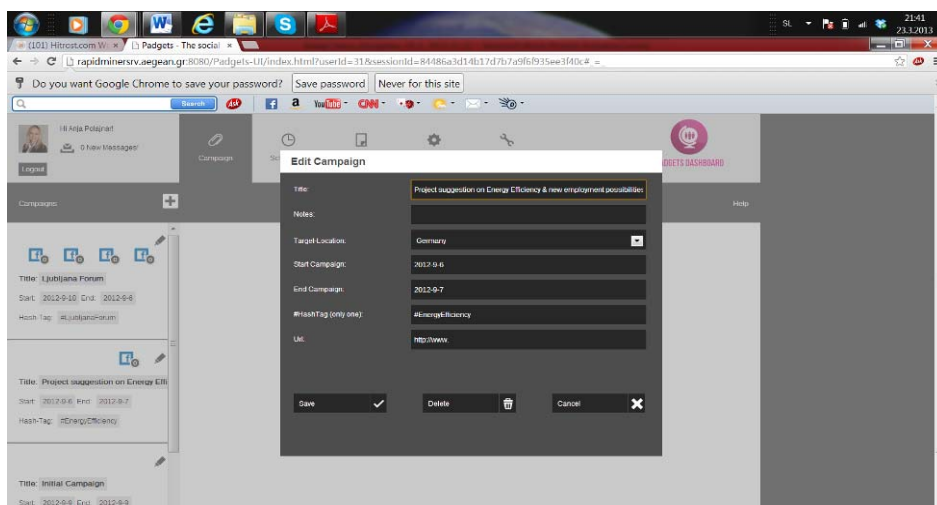 SL
21:41
23.3.2013
(101) Hitrost.com W
Padgets - The social
rapidminersrv.aegean.gr:8080/Padgets-UI/index.html?userId=31&sessionId=84486a3d14b17d7b7a9f6f935ee3f40c#_=_
Do you want Google Chrome to save your password? Save password Never for this site
Search Ask YouTube CNN
Hi Anja Polajnar!
0 New Messages!
Logout
Campaign
PADGETS DASHBOARD
Campaigns
Help
Edit Campaign
Title: Project suggestion on Energy Efficiency & new employment possibilities
Notes:
Target-Location: Germany
Start Campaign: 2012-9-6
End Campaign: 2012-9-7
#HashTag (only one): #EnergyEfficiency
Url: http://www.
Save Delete Cancel
Title: Ljubljana Forum
Start: 2012-9-10 End: 2012-9-6
Hash-Tag: #LjubljanaForum
Title: Project suggestion on Energy Effi
Start: 2012-9-6 End: 2012-9-7
Hash-Tag: #EnergyEfficiency
Title: Initial Campaign
Start: 2012-9-9 End: 2012-9-9